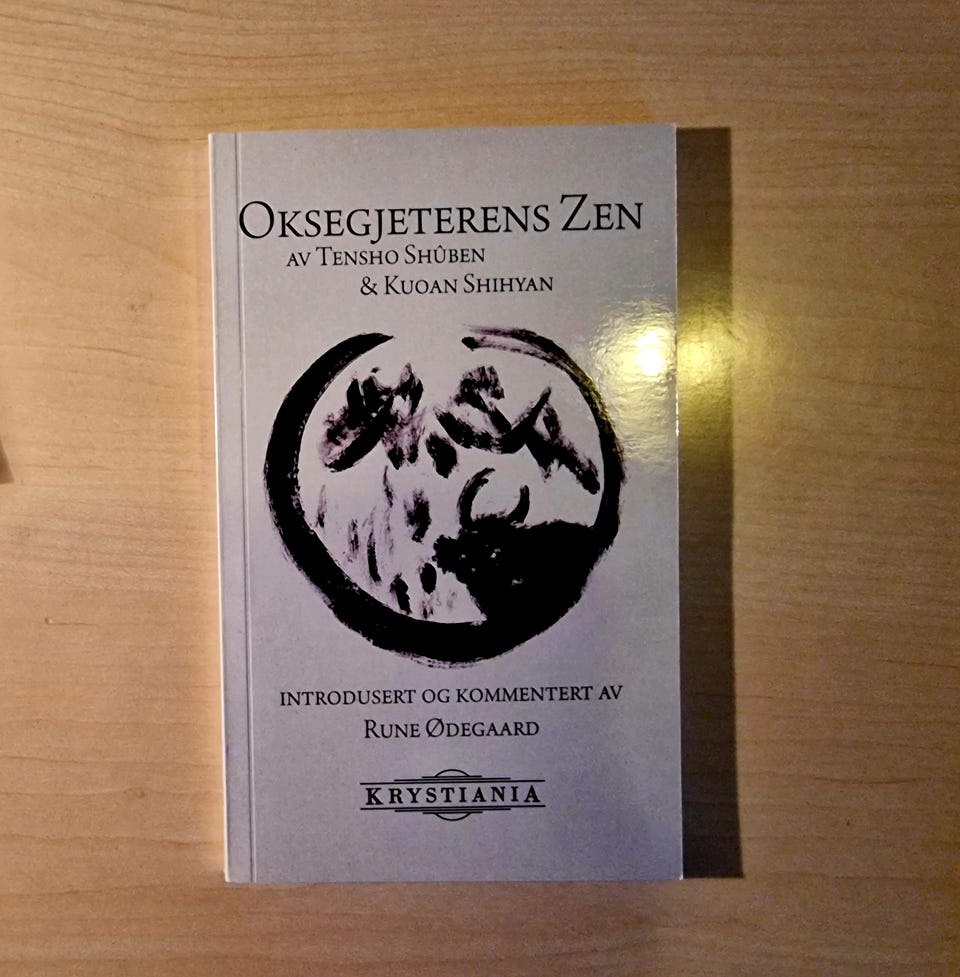 Oksegjeterens Zen
av Tensho Shûben
& Kuoan Shihyan
introdusert og kommentert av
Rune Ødegaard
KRYSTIANIA